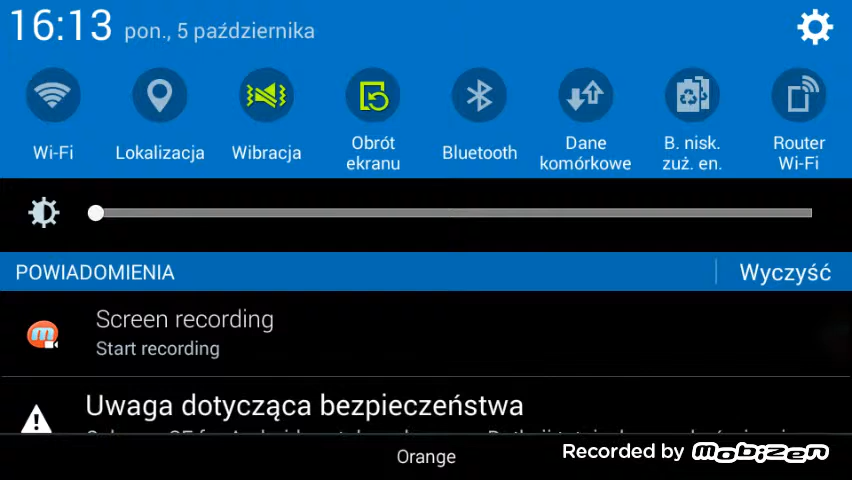 16:13 pon., 5 października
Wi-Fi
Lokalizacja
Wibracja
Obrót
ekranu
Bluetooth
Dane
komórkowe
B. nisk.
zuż. en.
Router
Wi-Fi
POWIADOMIENIA
Wyczyść
Screen recording
Start recording
Uwaga dotycząca bezpieczeństwa
Orange
Recorded by mobizen